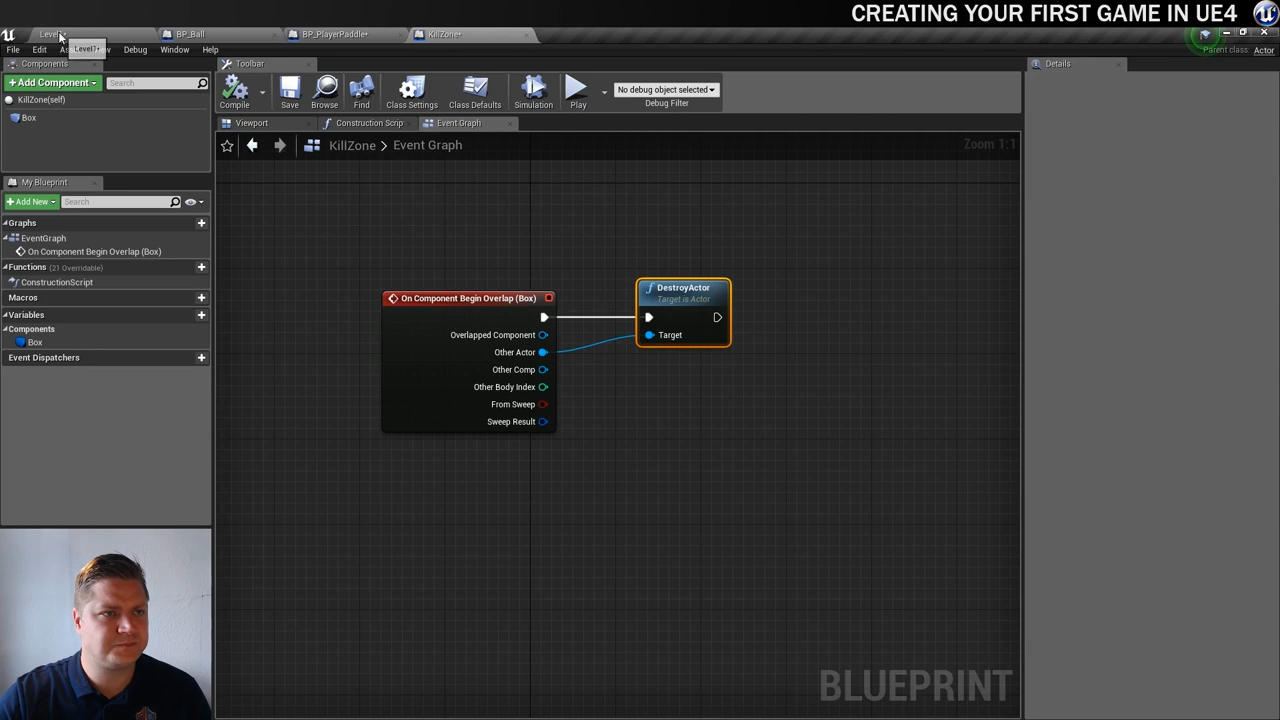 CREATING YOUR FIRST GAME IN UE4
BP_Ball
BP_PlayerPaddle*
KillZone*
File
Edit
Debug
Window
Help
Level1*
Parent class: Actor
Components
Toolbar
Details
+Add Component
Search
KillZone(self)
Box
Compile
Save
Browse
Find
Class Settings
Class Defaults
Simulation
Play
No debug object selected
Debug Filter
Viewport
Construction Scrip
Event Graph
KillZone > Event Graph
Zoom 1:1
My Blueprint
+Add New
Search
Graphs
EventGraph
On Component Begin Overlap (Box)
Functions (21 Overridable)
ConstructionScript
Macros
Variables
Components
Box
Event Dispatchers
On Component Begin Overlap (Box)
Overlapped Component
Other Actor
Other Comp
Other Body Index
From Sweep
Sweep Result
DestroyActor
Target is Actor
Target
BLUEPRINT